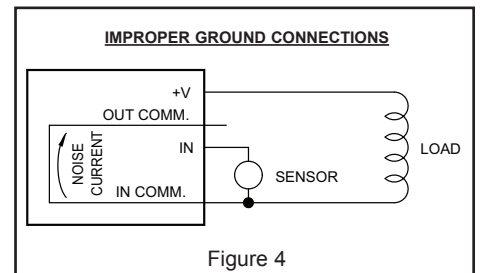 IMPROPER GROUND CONNECTIONS
+V
OUT COMM.
IN
NOISE
CURRENT
SENSOR
LOAD
IN COMM.
Figure 4